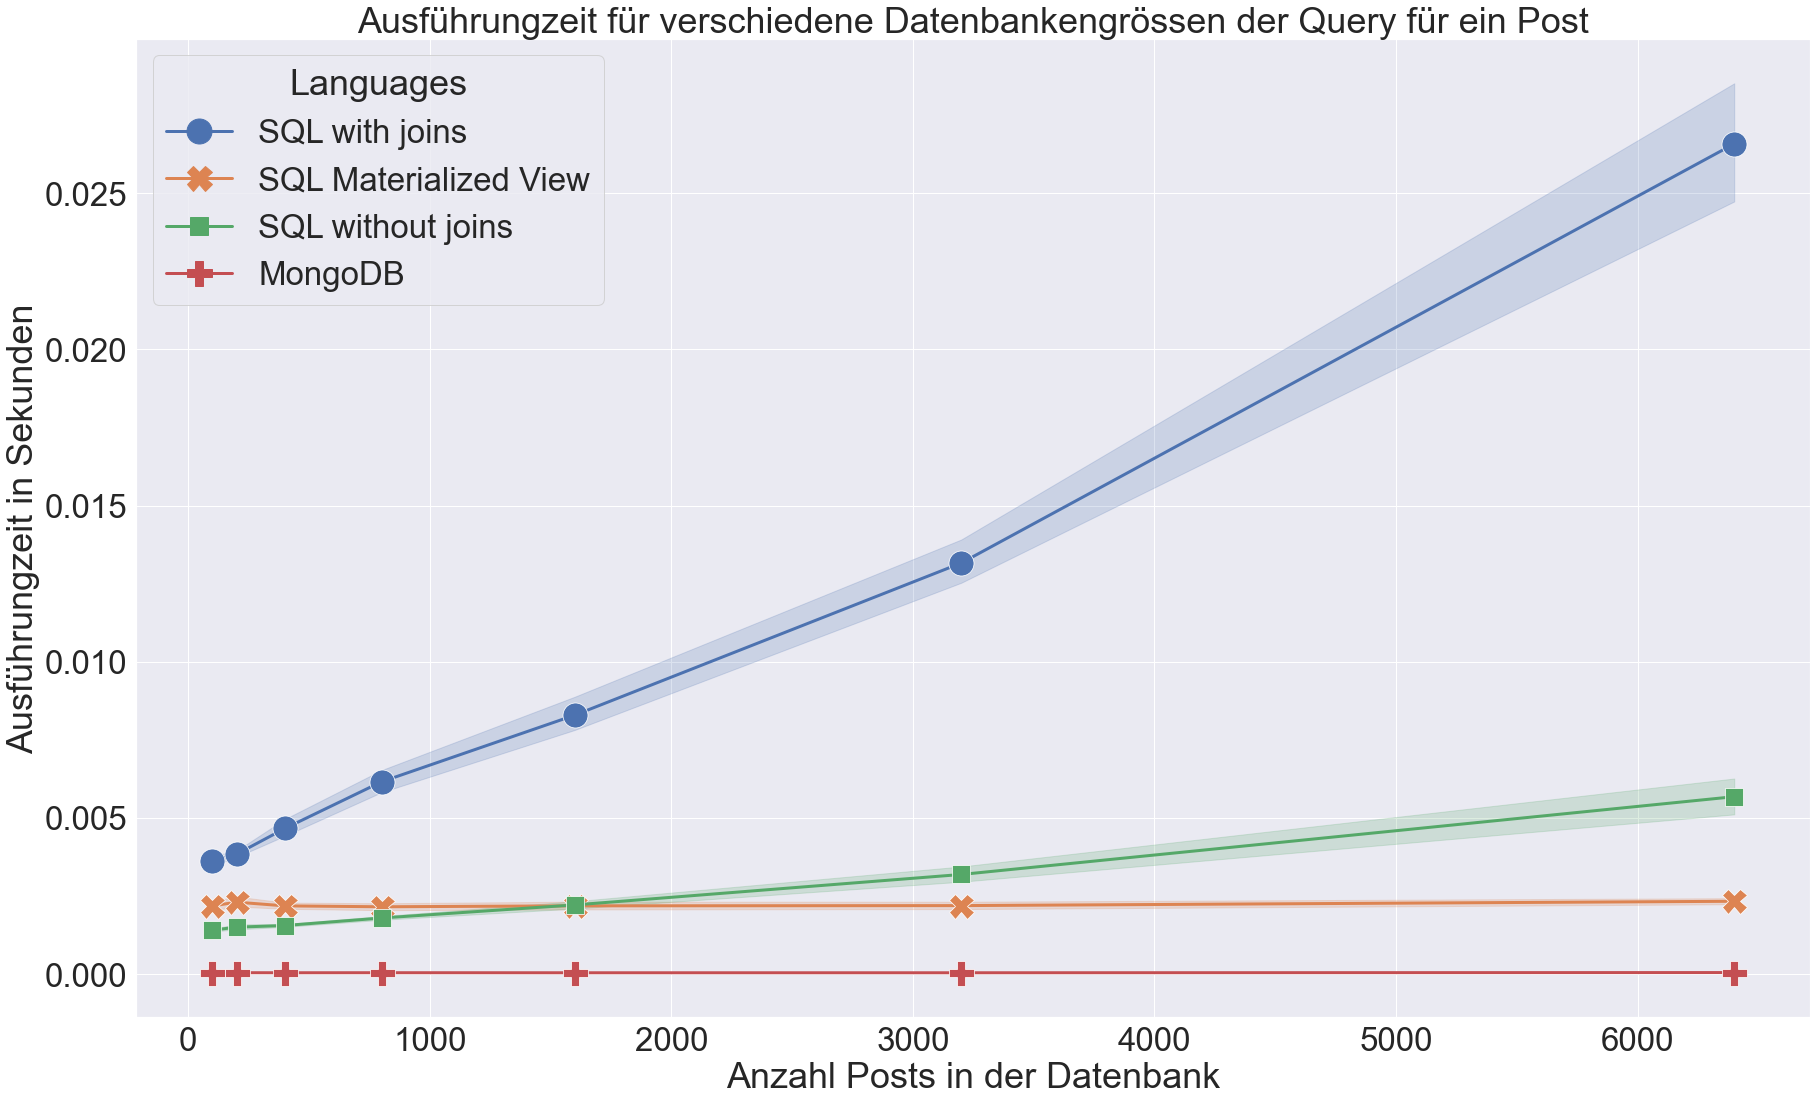 Ausführungzeit für verschiedene Datenbankengrössen der Query für ein Post
Languages
SQL with joins
SQL Materialized View
SQL without joins
MongoDB
Ausführungzeit in Sekunden
0.025
0.020
0.015
0.010
0.005
0.000
0 1000 2000 3000 4000 5000 6000
Anzahl Posts in der Datenbank